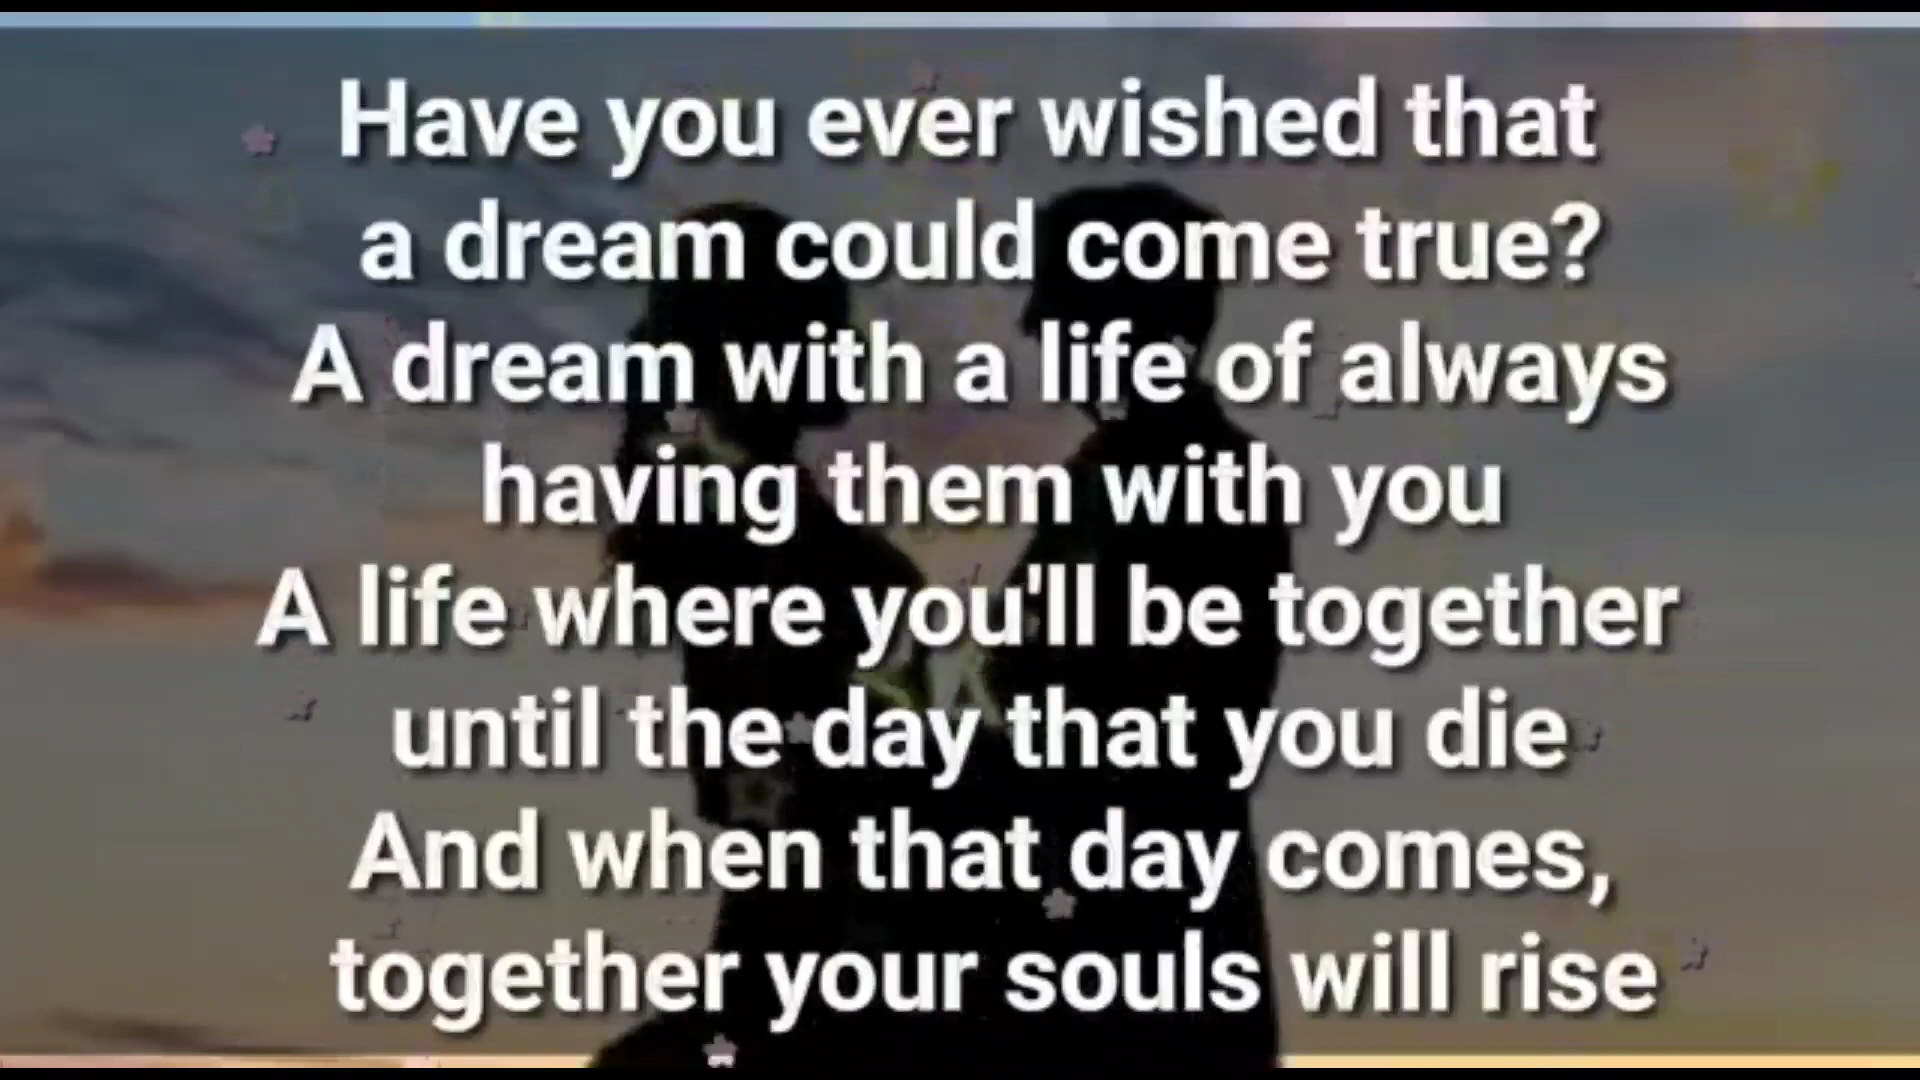 Have you ever wished that
a dream could come true?
A dream with a life of always
having them with you
A life where you'll be together
until the day that you die
And when that day comes,
together your souls will rise